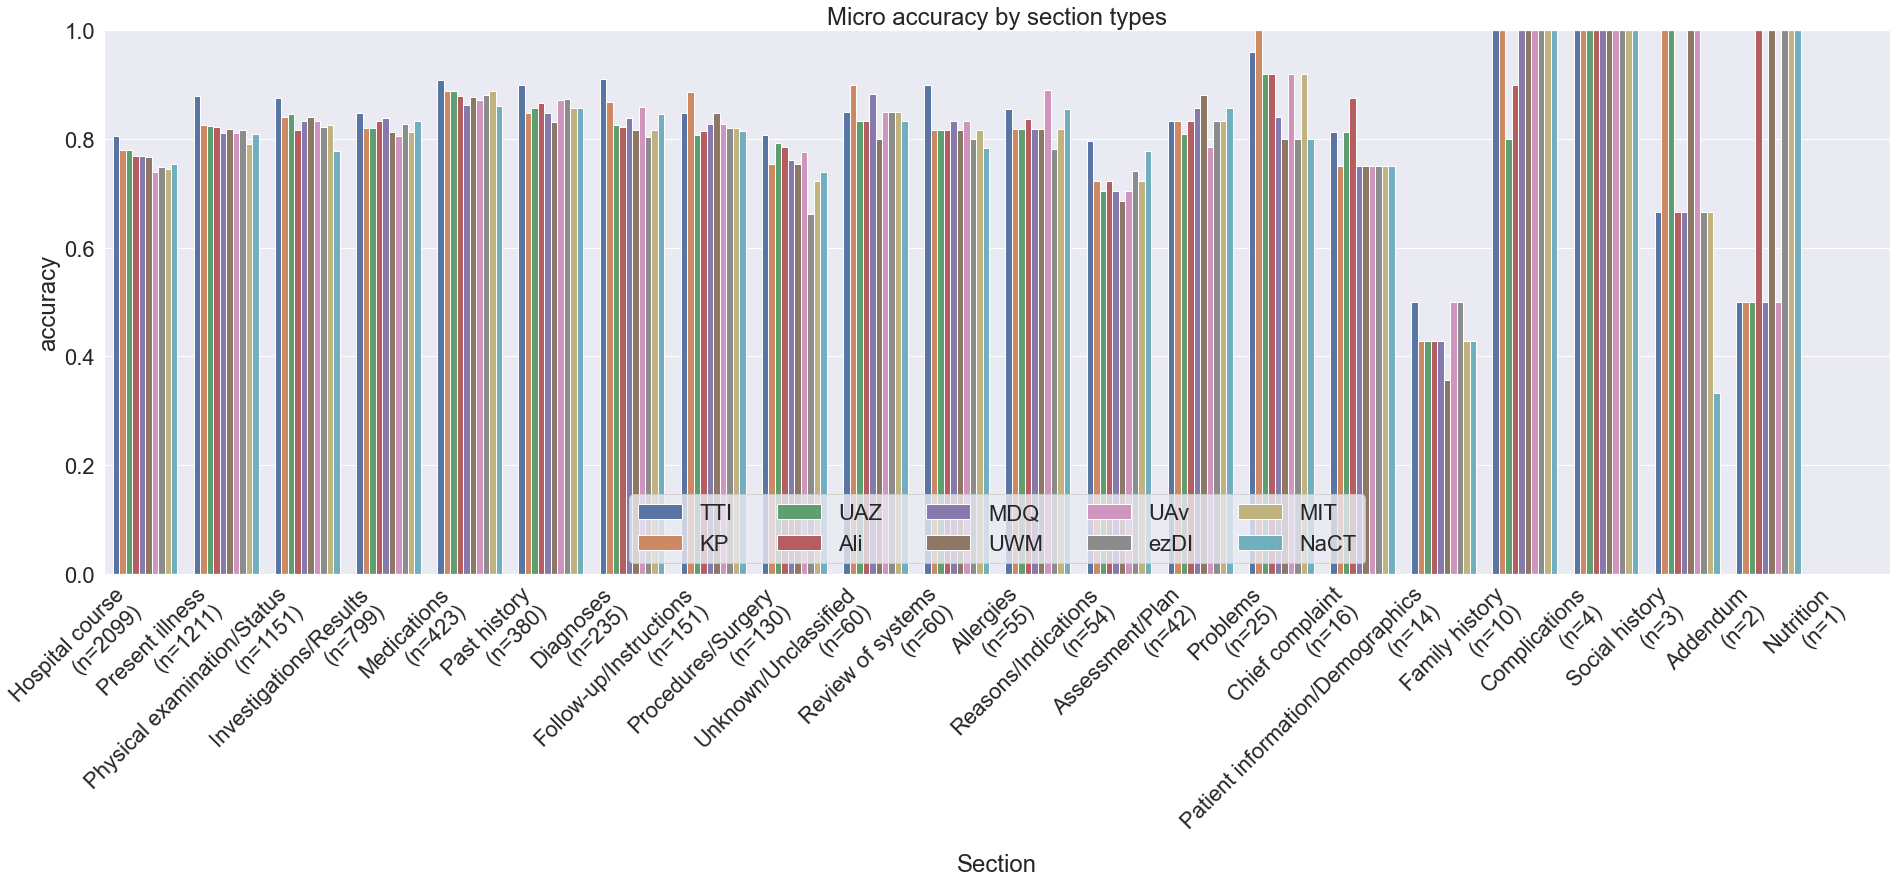 Micro accuracy by section types
accuracy
1.0
0.8
0.6
0.4
0.2
0.0
TTI
KP
UAZ
Ali
MDQ
UWM
UAv
ezDI
MIT
NaCT
Hospital course
(n=2099)
Present illness
(n=1211)
Physical examination/Status
(n=1151)
Investigations/Results
(n=799)
Medications
(n=423)
Past history
(n=380)
Diagnoses
(n=235)
Follow-up/Instructions
(n=151)
Procedures/Surgery
(n=130)
Unknown/Unclassified
(n=60)
Review of systems
(n=60)
Allergies
(n=55)
Reasons/Indications
(n=54)
Assessment/Plan
(n=42)
Problems
(n=25)
Chief complaint
(n=16)
Patient information/Demographics
(n=14)
Family history
(n=10)
Complications
(n=4)
Social history
(n=3)
Addendum
(n=2)
Nutrition
(n=1)
Section